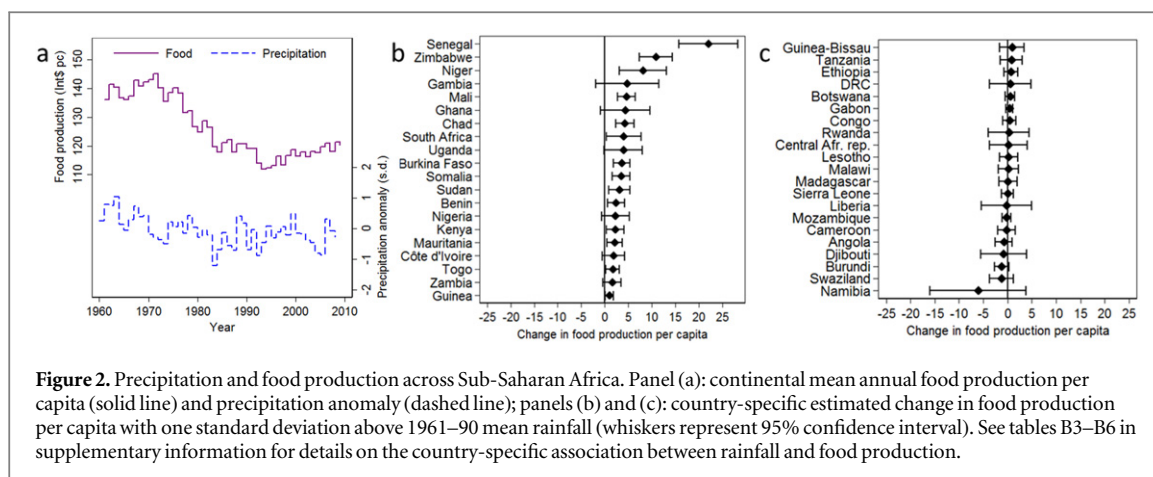 a
Food
Precipitation
Food production (Int$ pc)
150
140
130
120
110
2
1
0
-1
-2
Precipitation anomaly (s.d.)
1960 1970 1980 1990 2000 2010
Year
b
Senegal
Zimbabwe
Niger
Gambia
Mali
Ghana
Chad
South Africa
Uganda
Burkina Faso
Somalia
Sudan
Benin
Nigeria
Kenya
Mauritania
Côte d'Ivoire
Togo
Zambia
Guinea
-25 -20 -15 -10 -5 0 5 10 15 20 25
Change in food production per capita
c
Guinea-Bissau
Tanzania
Ethiopia
DRC
Botswana
Gabon
Congo
Rwanda
Central Afr. rep.
Lesotho
Malawi
Madagascar
Sierra Leone
Liberia
Mozambique
Cameroon
Angola
Djibouti
Burundi
Swaziland
Namibia
-25 -20 -15 -10 -5 0 5 10 15 20 25
Change in food production per capita
Figure 2. Precipitation and food production across Sub-Saharan Africa. Panel (a): continental mean annual food production per
capita (solid line) and precipitation anomaly (dashed line); panels (b) and (c): country-specific estimated change in food production
per capita with one standard deviation above 1961–90 mean rainfall (whiskers represent 95% confidence interval). See tables B3–B6 in
supplementary information for details on the country-specific association between rainfall and food production.